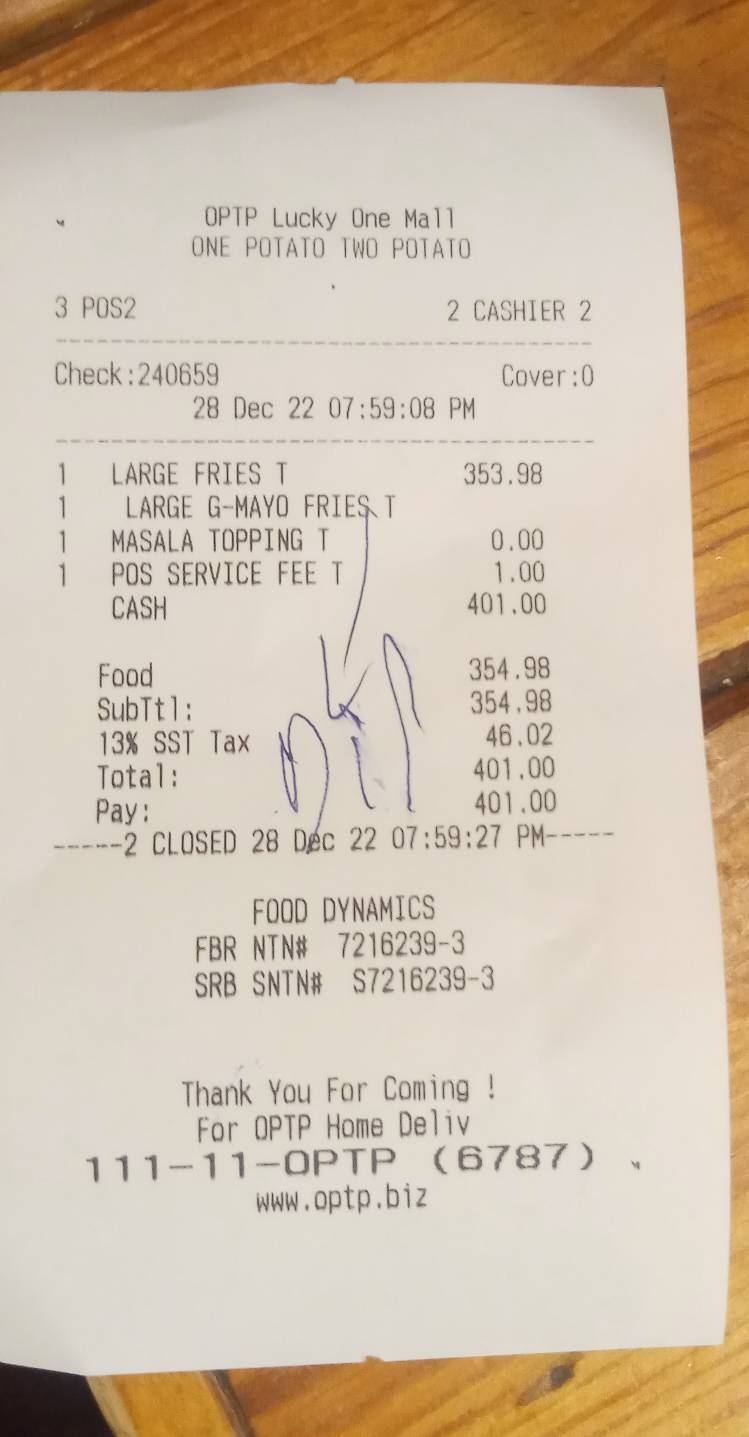 OPTP Lucky One Mall
ONE POTATO TWO POTATO
3 POS2 2 CASHIER 2
Check:240659 Cover:0
28 Dec 22 07:59:08 PM
1 LARGE FRIES T 353.98
1 LARGE G-MAYO FRIES T
1 MASALA TOPPING T 0.00
1 POS SERVICE FEE T 1.00
CASH 401.00
Food 354.98
SubTtl: 354.98
13% SST Tax 46.02
Total: 401.00
Pay: 401.00
-----2 CLOSED 28 Dec 22 07:59:27 PM-----
FOOD DYNAMICS
FBR NTN# 7216239-3
SRB SNTN# S7216239-3
Thank You For Coming !
For OPTP Home Deliv
111-11-OPTP (6787)
www.optp.biz